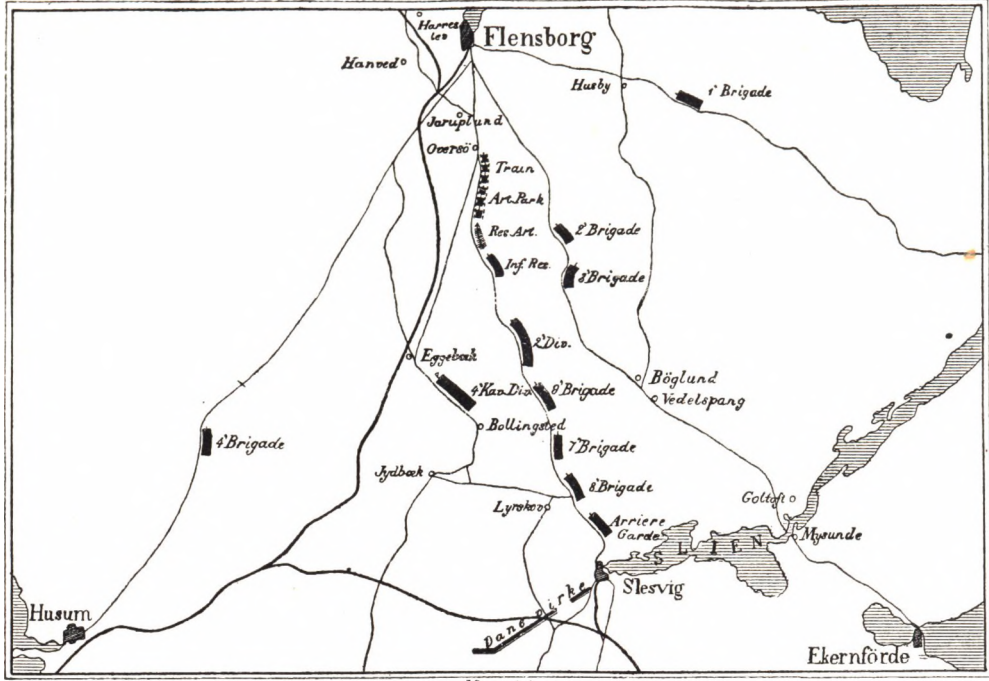 Harres
lev
Flensborg
Hanved
Husby
1' Brigade
Jaruplund
Oversö
Train
Art. Park
Res. Art.
2' Brigade
Inf. Res.
3' Brigade
2' Div.
Eggebæk
Böglund
4' Kav. Div.
9' Brigade
Vedelspang
Bollingsted
4' Brigade
7' Brigade
Jydbæk
8' Brigade
Lyrskov
Goltoft
Arriere
Garde
SLIEN
Mysunde
Slesvig
Danevirke
Husum
Ekernförde